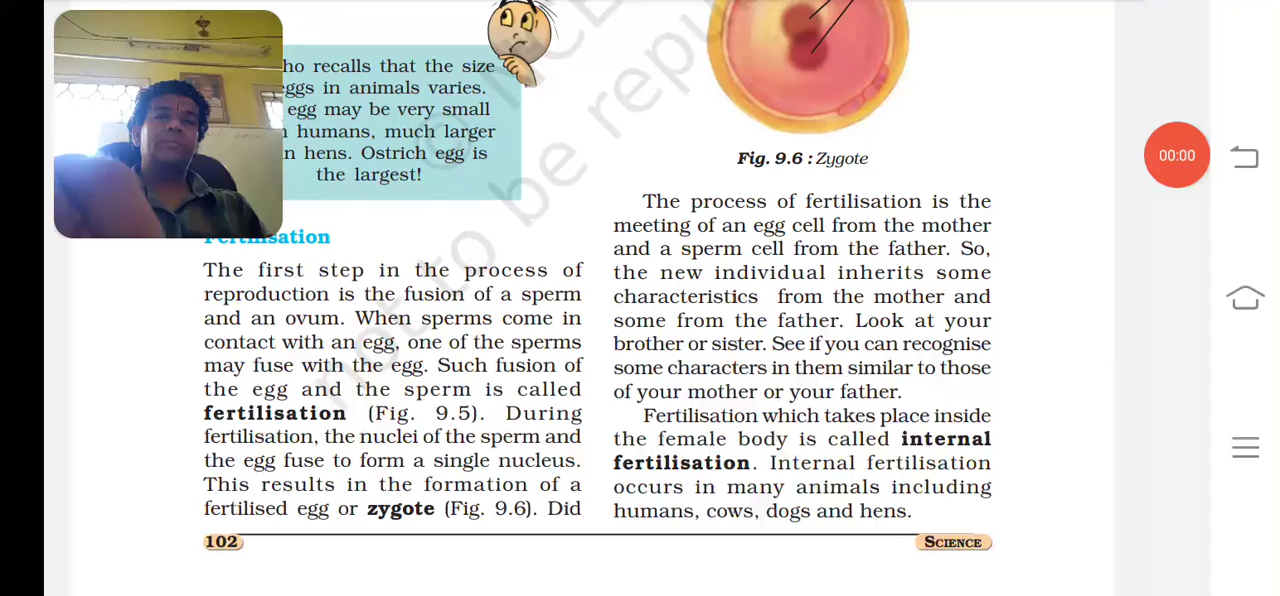 ho recalls that the size
eggs in animals varies.
egg may be very small
humans, much larger
in hens. Ostrich egg is
the largest!
Fertilisation
The first step in the process of
reproduction is the fusion of a sperm
and an ovum. When sperms come in
contact with an egg, one of the sperms
may fuse with the egg. Such fusion of
the egg and the sperm is called
fertilisation (Fig. 9.5). During
fertilisation, the nuclei of the sperm and
the egg fuse to form a single nucleus.
This results in the formation of a
fertilised egg or zygote (Fig. 9.6). Did
Fig. 9.6 : Zygote
The process of fertilisation is the
meeting of an egg cell from the mother
and a sperm cell from the father. So,
the new individual inherits some
characteristics from the mother and
some from the father. Look at your
brother or sister. See if you can recognise
some characters in them similar to those
of your mother or your father.
Fertilisation which takes place inside
the female body is called internal
fertilisation. Internal fertilisation
occurs in many animals including
humans, cows, dogs and hens.
102
SCIENCE
00:00
not to be repu